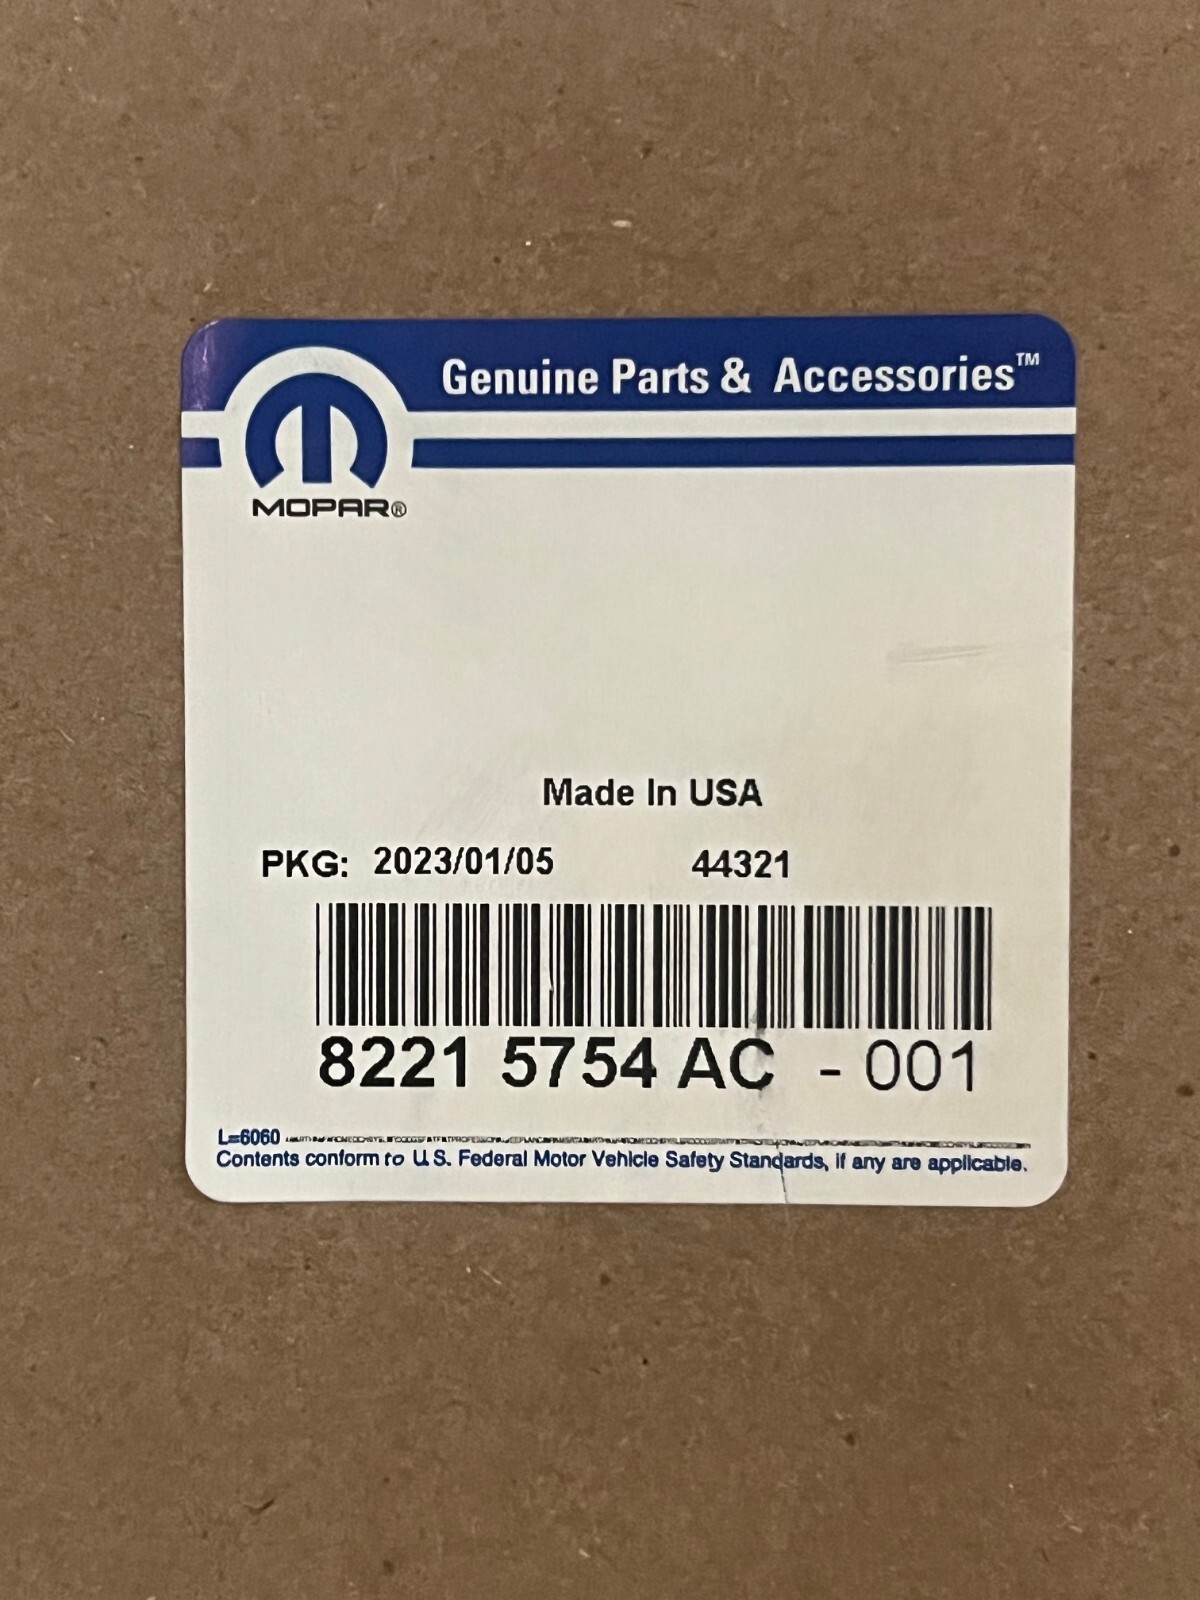 Genuine Parts & Accessories™
MOPAR®
Made In USA
PKG: 2023/01/05 44321
8221 5754 AC - 001
L=6060
Contents conform to U.S. Federal Motor Vehicle Safety Standards, if any are applicable.